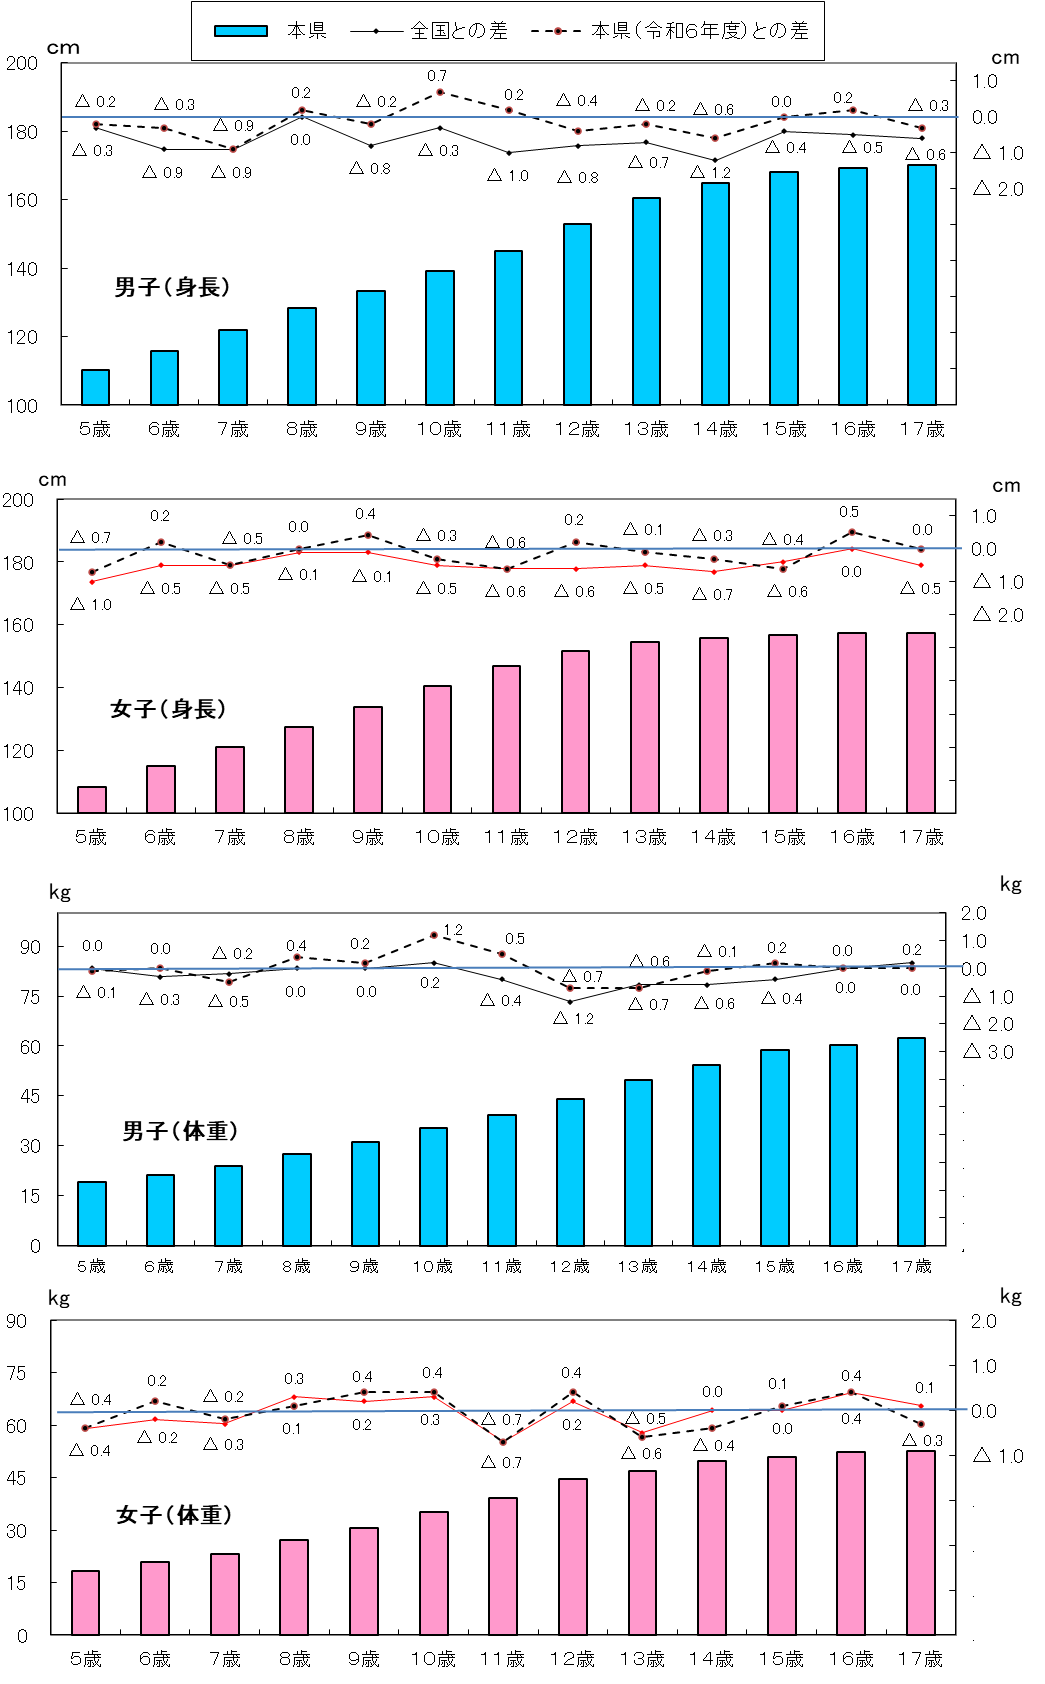 本県 全国との差 本県（令和６年度）との差
cm cm
200 180 160 140 120 100
1.0 0.0 △ 1.0 △ 2.0
△ 0.2 △ 0.3 △ 0.9 0.2 △ 0.2 0.7 0.2 △ 0.4 △ 0.2 △ 0.6 0.0 0.2 △ 0.3
△ 0.3 △ 0.9 △ 0.9 0.0 △ 0.8 △ 0.3 △ 1.0 △ 0.8 △ 0.7 △ 1.2 △ 0.4 △ 0.5 △ 0.6
男子（身長）
５歳 ６歳 ７歳 ８歳 ９歳 １０歳 １１歳 １２歳 １３歳 １４歳 １５歳 １６歳 １７歳
cm cm
200 180 160 140 120 100
1.0 0.0 △ 1.0 △ 2.0
△ 0.7 0.2 △ 0.5 0.0 0.4 △ 0.3 △ 0.6 0.2 △ 0.1 △ 0.3 △ 0.4 0.5 0.0
△ 1.0 △ 0.5 △ 0.5 △ 0.1 △ 0.1 △ 0.5 △ 0.6 △ 0.6 △ 0.5 △ 0.7 △ 0.6 0.0 △ 0.5
女子（身長）
５歳 ６歳 ７歳 ８歳 ９歳 １０歳 １１歳 １２歳 １３歳 １４歳 １５歳 １６歳 １７歳
kg kg
90 75 60 45 30 15 0
2.0 1.0 0.0 △ 1.0 △ 2.0 △ 3.0
0.0 0.0 △ 0.2 0.4 0.2 1.2 0.5 △ 0.7 △ 0.6 △ 0.1 0.2 0.0 0.2
△ 0.1 △ 0.3 △ 0.5 0.0 0.0 0.2 △ 0.4 △ 1.2 △ 0.7 △ 0.6 △ 0.4 0.0 0.0
男子（体重）
５歳 ６歳 ７歳 ８歳 ９歳 １０歳 １１歳 １２歳 １３歳 １４歳 １５歳 １６歳 １７歳
kg kg
90 75 60 45 30 15 0
2.0 1.0 0.0 △ 1.0
△ 0.4 0.2 △ 0.2 0.3 0.4 0.4 △ 0.7 0.4 △ 0.5 0.0 0.1 0.4 0.1
△ 0.4 △ 0.2 △ 0.3 0.1 0.2 0.3 △ 0.7 0.2 △ 0.6 △ 0.4 0.0 0.4 △ 0.3
女子（体重）
５歳 ６歳 ７歳 ８歳 ９歳 １０歳 １１歳 １２歳 １３歳 １４歳 １５歳 １６歳 １７歳